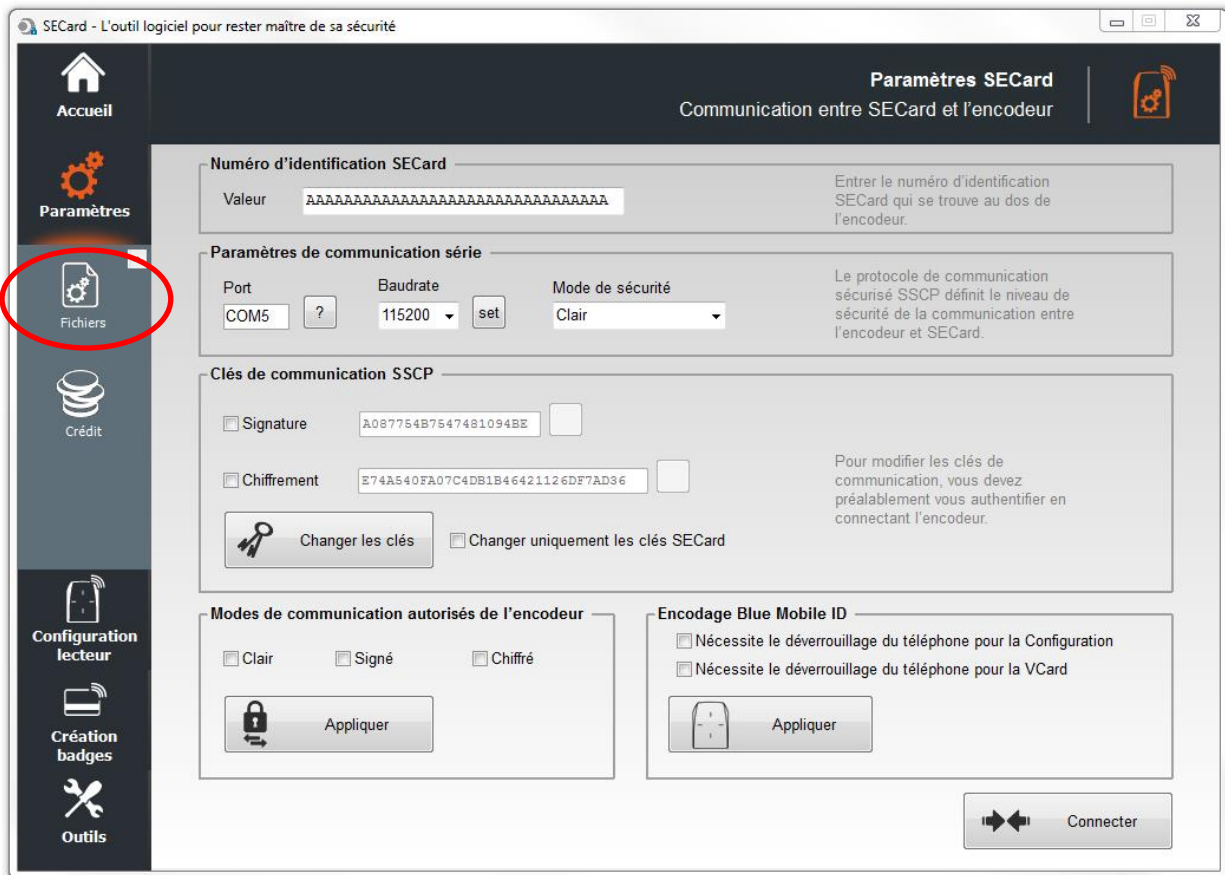 SECard - L'outil logiciel pour rester maître de sa sécurité
Accueil
Paramètres SECard
Communication entre SECard et l'encodeur
Paramètres
Fichiers
Crédit
Configuration
lecteur
Création
badges
Outils
Numéro d'identification SECard
Valeur AAAAAAAAAAAAAAAAAAAAAAAAAAAAAAAA
Entrer le numéro d'identification
SECard qui se trouve au dos de
l'encodeur.
Paramètres de communication série
Port Baudrate Mode de sécurité
COM5 ? 115200 set Clair
Le protocole de communication
sécurisé SSCP définit le niveau de
sécurité de la communication entre
l'encodeur et SECard.
Clés de communication SSCP
Signature A087754B7547481094BE
Chiffrement E74A540FA07C4DB1B46421126DF7AD36
Pour modifier les clés de
communication, vous devez
préalablement vous authentifier en
connectant l'encodeur.
Changer les clés Changer uniquement les clés SECard
Modes de communication autorisés de l'encodeur
Clair Signé Chiffré
Appliquer
Encodage Blue Mobile ID
Nécessite le déverrouillage du téléphone pour la Configuration
Nécessite le déverrouillage du téléphone pour la VCard
Appliquer
Connecter